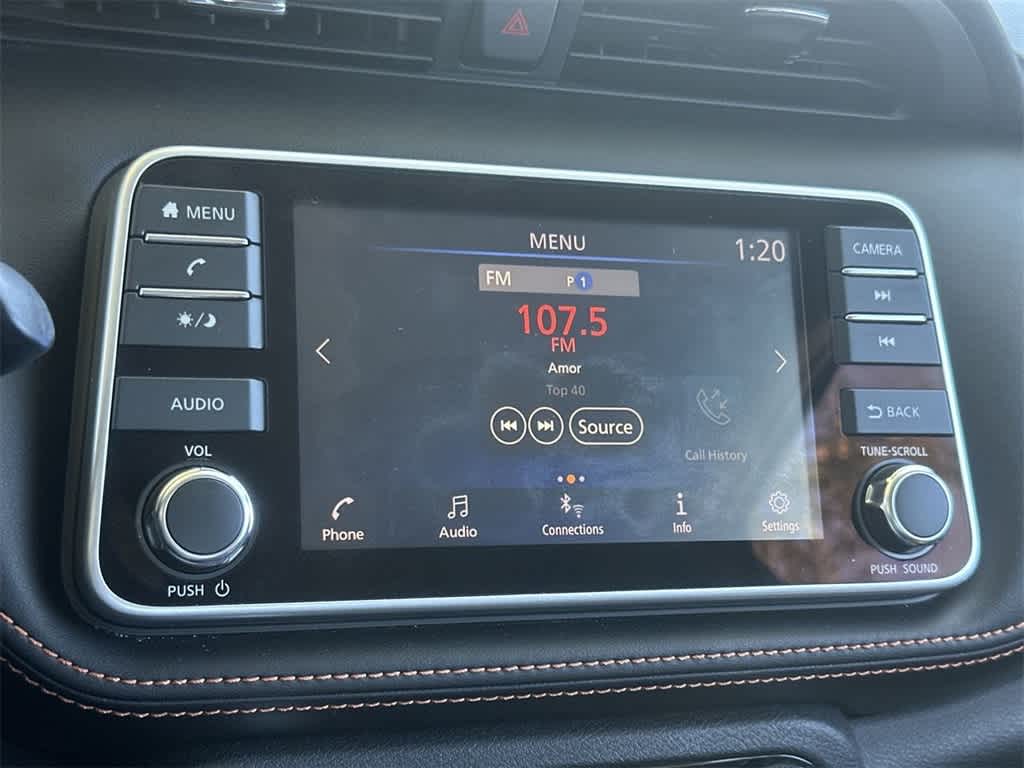 MENU
AUDIO
VOL
PUSH
MENU
1:20
FM
P 1
107.5
FM
Amor
Top 40
Source
Call History
Phone
Audio
Connections
Info
Settings
CAMERA
BACK
TUNE-SCROLL
PUSH SOUND